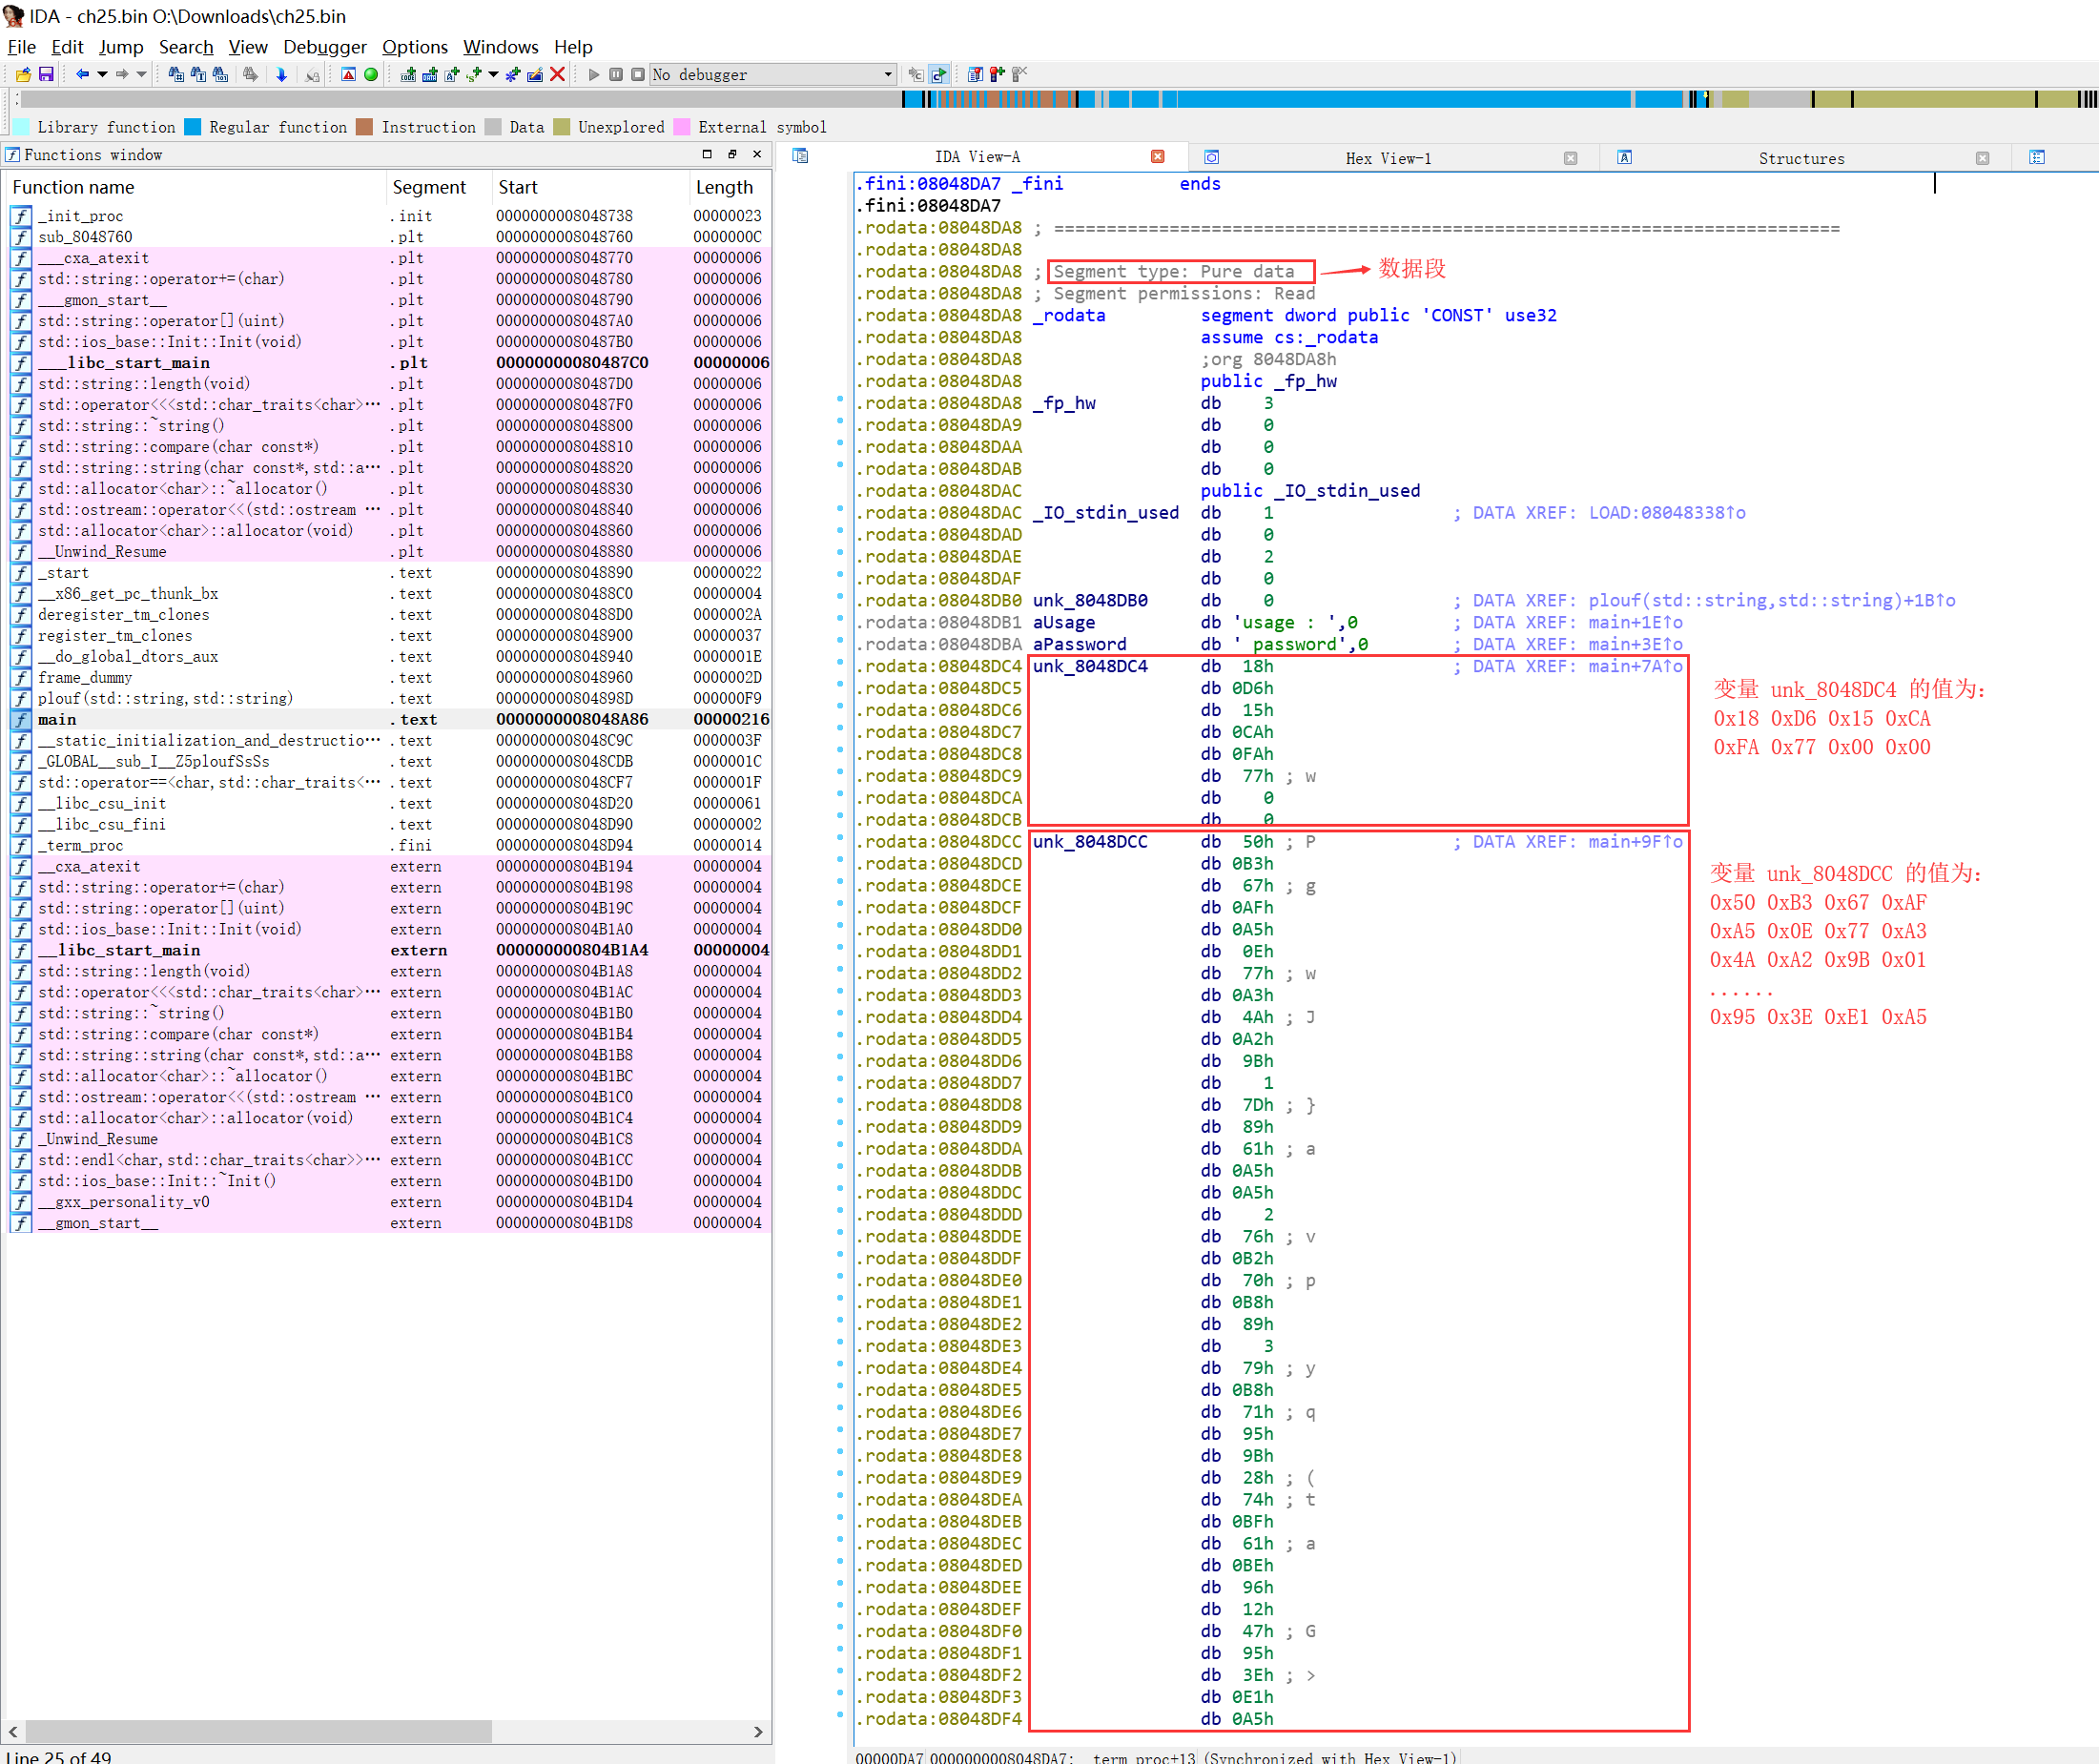 IDA - ch25.bin O:\Downloads\ch25.bin
File Edit Jump Search View Debugger Options Windows Help
No debugger
Library function Regular function Instruction Data Unexplored External symbol
Functions window
Function name Segment Start Length
_init_proc .init 0000000008048738 00000023
sub_8048760 .plt 0000000008048760 0000000C
___cxa_atexit .plt 0000000008048770 00000006
std::string::operator+=(char) .plt 0000000008048780 00000006
___gmon_start__ .plt 0000000008048790 00000006
std::string::operator[](uint) .plt 00000000080487A0 00000006
std::ios_base::Init::Init(void) .plt 00000000080487B0 00000006
___libc_start_main .plt 00000000080487C0 00000006
std::string::length(void) .plt 00000000080487D0 00000006
std::operator<<<std::char_traits<char>… .plt 00000000080487F0 00000006
std::string::~string() .plt 0000000008048800 00000006
std::string::compare(char const*) .plt 0000000008048810 00000006
std::string::string(char const*,std::a… .plt 0000000008048820 00000006
std::allocator<char>::~allocator() .plt 0000000008048830 00000006
std::ostream::operator<<(std::ostream … .plt 0000000008048840 00000006
std::allocator<char>::allocator(void) .plt 0000000008048860 00000006
__Unwind_Resume .plt 0000000008048880 00000006
_start .text 0000000008048890 00000022
__x86_get_pc_thunk_bx .text 00000000080488C0 00000004
deregister_tm_clones .text 00000000080488D0 0000002A
register_tm_clones .text 0000000008048900 00000037
__do_global_dtors_aux .text 0000000008048940 0000001E
frame_dummy .text 0000000008048960 0000002D
plouf(std::string,std::string) .text 000000000804898D 000000F9
main .text 0000000008048A86 00000216
__static_initialization_and_destructio… .text 0000000008048C9C 0000003F
_GLOBAL__sub_I__Z5ploufSsSs .text 0000000008048CDB 0000001C
std::operator==<char,std::char_traits<… .text 0000000008048CF7 0000001F
__libc_csu_init .text 0000000008048D20 00000061
__libc_csu_fini .text 0000000008048D90 00000002
_term_proc .fini 0000000008048D94 00000014
__cxa_atexit extern 000000000804B194 00000004
std::string::operator+=(char) extern 000000000804B198 00000004
std::string::operator[](uint) extern 000000000804B19C 00000004
std::ios_base::Init::Init(void) extern 000000000804B1A0 00000004
__libc_start_main extern 000000000804B1A4 00000004
std::string::length(void) extern 000000000804B1A8 00000004
std::operator<<<std::char_traits<char>… extern 000000000804B1AC 00000004
std::string::~string() extern 000000000804B1B0 00000004
std::string::compare(char const*) extern 000000000804B1B4 00000004
std::string::string(char const*,std::a… extern 000000000804B1B8 00000004
std::allocator<char>::~allocator() extern 000000000804B1BC 00000004
std::ostream::operator<<(std::ostream … extern 000000000804B1C0 00000004
std::allocator<char>::allocator(void) extern 000000000804B1C4 00000004
_Unwind_Resume extern 000000000804B1C8 00000004
std::endl<char,std::char_traits<char>>… extern 000000000804B1CC 00000004
std::ios_base::Init::~Init() extern 000000000804B1D0 00000004
__gxx_personality_v0 extern 000000000804B1D4 00000004
__gmon_start__ extern 000000000804B1D8 00000004
Line 25 of 49
IDA View-A Hex View-1 Structures
.fini:08048DA7 _fini ends
.fini:08048DA7
.rodata:08048DA8 ; ===========================================================================
.rodata:08048DA8
.rodata:08048DA8 ; Segment type: Pure data 数据段
.rodata:08048DA8 ; Segment permissions: Read
.rodata:08048DA8 _rodata segment dword public 'CONST' use32
.rodata:08048DA8 assume cs:_rodata
.rodata:08048DA8 ;org 8048DA8h
.rodata:08048DA8 public _fp_hw
.rodata:08048DA8 _fp_hw db 3
.rodata:08048DA9 db 0
.rodata:08048DAA db 0
.rodata:08048DAB db 0
.rodata:08048DAC public _IO_stdin_used
.rodata:08048DAC _IO_stdin_used db 1 ; DATA XREF: LOAD:08048338↑o
.rodata:08048DAD db 0
.rodata:08048DAE db 2
.rodata:08048DAF db 0
.rodata:08048DB0 unk_8048DB0 db 0 ; DATA XREF: plouf(std::string,std::string)+1B↑o
.rodata:08048DB1 aUsage db 'usage : ',0 ; DATA XREF: main+1E↑o
.rodata:08048DBA aPassword db ' password',0 ; DATA XREF: main+3E↑o
.rodata:08048DC4 unk_8048DC4 db 18h ; DATA XREF: main+7A↑o
.rodata:08048DC5 db 0D6h
.rodata:08048DC6 db 15h
.rodata:08048DC7 db 0CAh
.rodata:08048DC8 db 0FAh
.rodata:08048DC9 db 77h ; w
.rodata:08048DCA db 0
.rodata:08048DCB db 0
变量 unk_8048DC4 的值为:
0x18 0xD6 0x15 0xCA
0xFA 0x77 0x00 0x00
.rodata:08048DCC unk_8048DCC db 50h ; P ; DATA XREF: main+9F↑o
.rodata:08048DCD db 0B3h
.rodata:08048DCE db 67h ; g
.rodata:08048DCF db 0AFh
.rodata:08048DD0 db 0A5h
.rodata:08048DD1 db 0Eh
.rodata:08048DD2 db 77h ; w
.rodata:08048DD3 db 0A3h
.rodata:08048DD4 db 4Ah ; J
.rodata:08048DD5 db 0A2h
.rodata:08048DD6 db 9Bh
.rodata:08048DD7 db 1
.rodata:08048DD8 db 7Dh ; }
.rodata:08048DD9 db 89h
.rodata:08048DDA db 61h ; a
.rodata:08048DDB db 0A5h
.rodata:08048DDC db 0A5h
.rodata:08048DDD db 2
.rodata:08048DDE db 76h ; v
.rodata:08048DDF db 0B2h
.rodata:08048DE0 db 70h ; p
.rodata:08048DE1 db 0B8h
.rodata:08048DE2 db 89h
.rodata:08048DE3 db 3
.rodata:08048DE4 db 79h ; y
.rodata:08048DE5 db 0B8h
.rodata:08048DE6 db 71h ; q
.rodata:08048DE7 db 95h
.rodata:08048DE8 db 9Bh
.rodata:08048DE9 db 28h ; (
.rodata:08048DEA db 74h ; t
.rodata:08048DEB db 0BFh
.rodata:08048DEC db 61h ; a
.rodata:08048DED db 0BEh
.rodata:08048DEE db 96h
.rodata:08048DEF db 12h
.rodata:08048DF0 db 47h ; G
.rodata:08048DF1 db 95h
.rodata:08048DF2 db 3Eh ; >
.rodata:08048DF3 db 0E1h
.rodata:08048DF4 db 0A5h
变量 unk_8048DCC 的值为:
0x50 0xB3 0x67 0xAF
0xA5 0x0E 0x77 0xA3
0x4A 0xA2 0x9B 0x01
......
0x95 0x3E 0xE1 0xA5
00000DA7 0000000008048DA7: _term_proc+13 (Synchronized with Hex View-1)